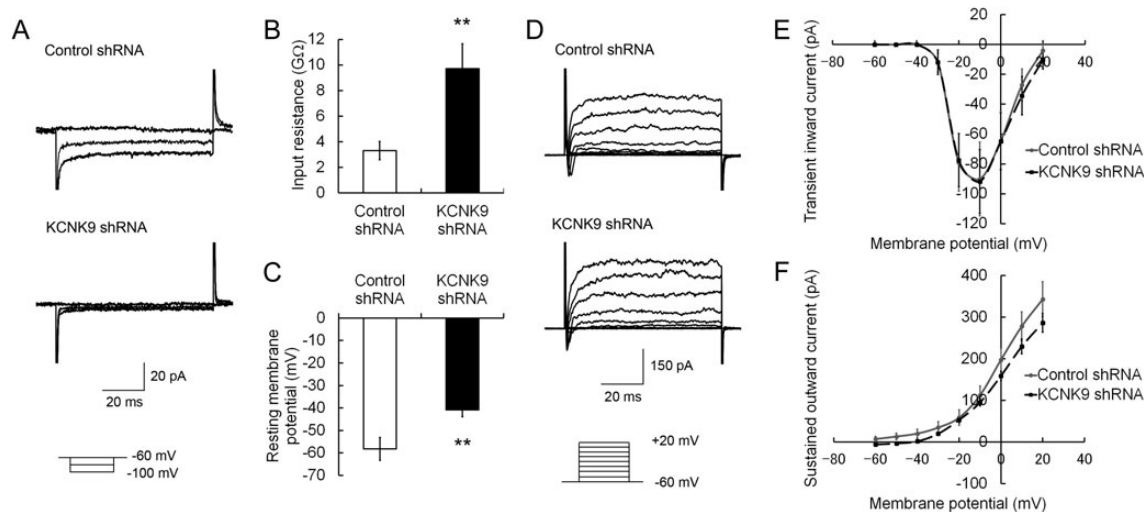 A
Control shRNA
KCNK9 shRNA
20 pA
20 ms
-60 mV
-100 mV
B
**
Input resistance (GΩ)
12
10
8
6
4
2
0
Control
shRNA
KCNK9
shRNA
C
Control
shRNA
KCNK9
shRNA
Resting membrane
potential (mV)
0
-10
-20
-30
-40
-50
-60
-70
**
D
Control shRNA
KCNK9 shRNA
150 pA
20 ms
+20 mV
-60 mV
E
Transient inward current (pA)
20
0
-20
-40
-60
-80
-100
-120
−80 −60 −40 −20 0 20 40
Control shRNA
KCNK9 shRNA
Membrane potential (mV)
F
Sustained outward current (pA)
400
300
200
100
0
-100
−80 −60 −40 −20 0 20 40
Control shRNA
KCNK9 shRNA
Membrane potential (mV)